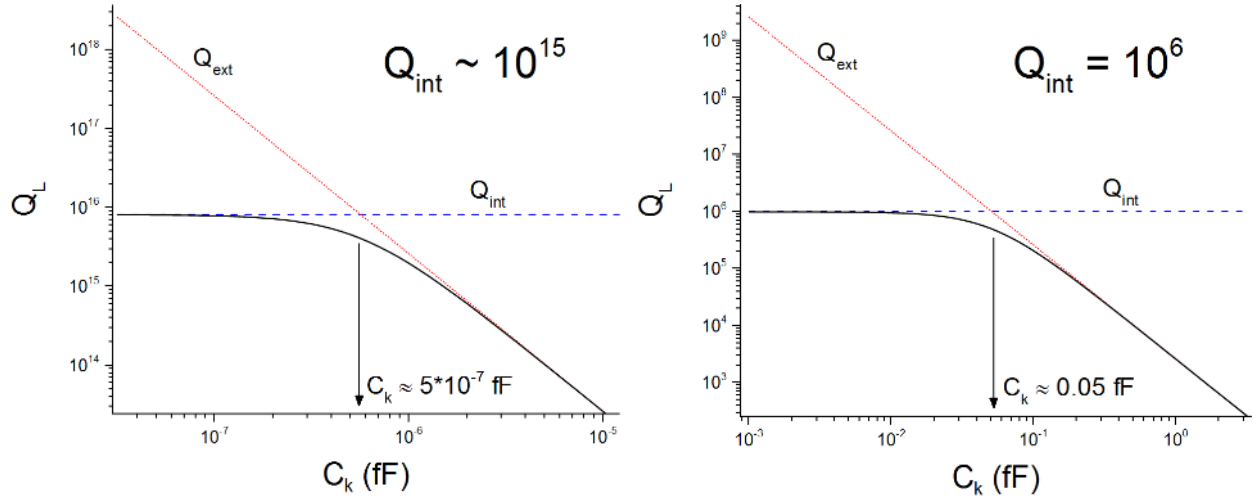 Q_int ~ 10^15
Q_ext
Q_int
Q_L
10^18
10^17
10^16
10^15
10^14
C_k ≈ 5*10^-7 fF
10^-7
10^-6
10^-5
C_k (fF)
Q_int = 10^6
Q_ext
Q_int
Q_L
10^9
10^8
10^7
10^6
10^5
10^4
10^3
C_k ≈ 0.05 fF
10^-3
10^-2
10^-1
10^0
C_k (fF)